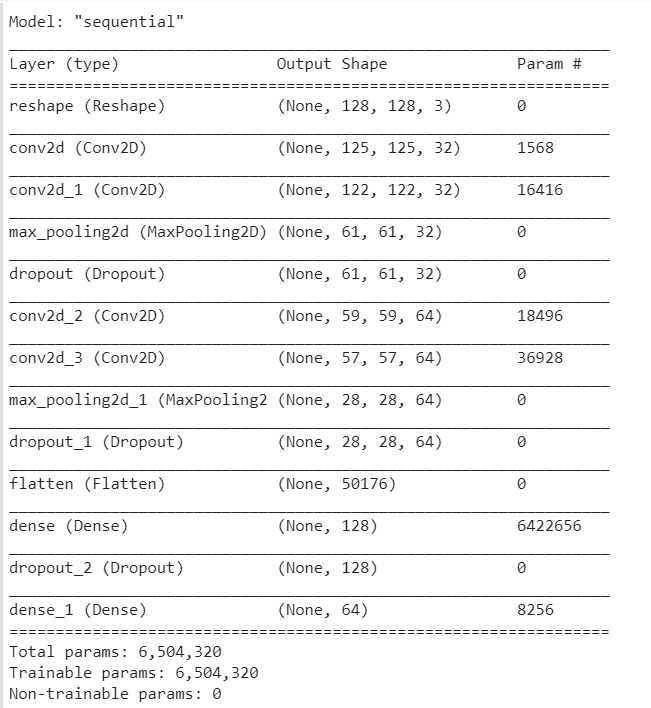 Model: "sequential"
_________________________________________________________________
Layer (type)                 Output Shape              Param #
=================================================================
reshape (Reshape)            (None, 128, 128, 3)       0
_________________________________________________________________
conv2d (Conv2D)              (None, 125, 125, 32)      1568
_________________________________________________________________
conv2d_1 (Conv2D)            (None, 122, 122, 32)      16416
_________________________________________________________________
max_pooling2d (MaxPooling2D) (None, 61, 61, 32)        0
_________________________________________________________________
dropout (Dropout)            (None, 61, 61, 32)        0
_________________________________________________________________
conv2d_2 (Conv2D)            (None, 59, 59, 64)        18496
_________________________________________________________________
conv2d_3 (Conv2D)            (None, 57, 57, 64)        36928
_________________________________________________________________
max_pooling2d_1 (MaxPooling2 (None, 28, 28, 64)        0
_________________________________________________________________
dropout_1 (Dropout)          (None, 28, 28, 64)        0
_________________________________________________________________
flatten (Flatten)            (None, 50176)             0
_________________________________________________________________
dense (Dense)                (None, 128)               6422656
_________________________________________________________________
dropout_2 (Dropout)          (None, 128)               0
_________________________________________________________________
dense_1 (Dense)              (None, 64)                8256
=================================================================
Total params: 6,504,320
Trainable params: 6,504,320
Non-trainable params: 0